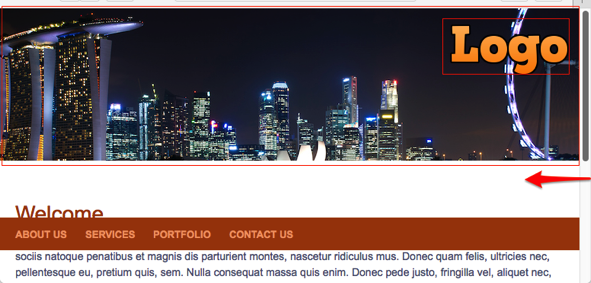 Logo
Welcome
ABOUT US SERVICES PORTFOLIO CONTACT US
sociis natoque penatibus et magnis dis parturient montes, nascetur ridiculus mus. Donec quam felis, ultricies nec,
pellentesque eu, pretium quis, sem. Nulla consequat massa quis enim. Donec pede justo, fringilla vel, aliquet nec,